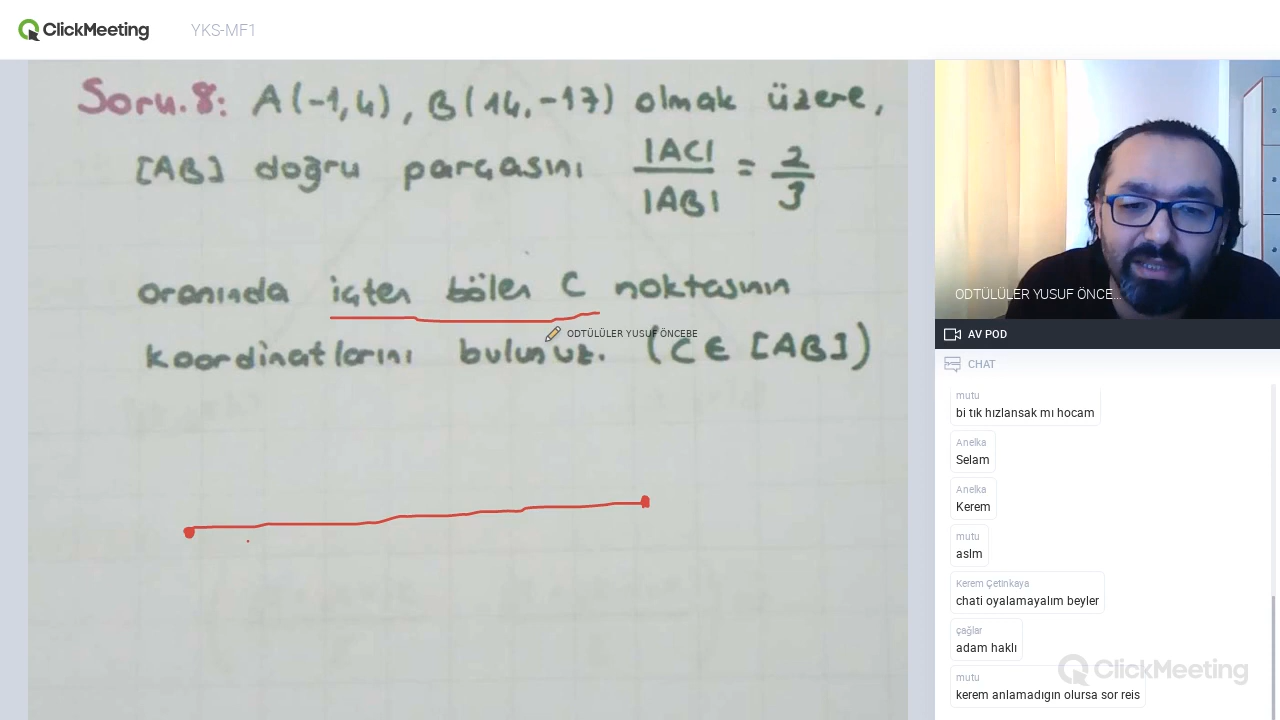 ClickMeeting
YKS-MF1
Soru.8: A(-1,4), B(14,-17) olmak üzere,
[AB] doğru parçasını |AC|/|AB| = 2/3
oranında içten bölen C noktasının
koordinatlarını bulunuz. (C∈[AB])
ODTÜLÜLER YUSUF ÖNCEBE
ODTÜLÜLER YUSUF ÖNCE...
AV POD
CHAT
mutu
bi tık hızlansak mı hocam
Anelka
Selam
Anelka
Kerem
mutu
aslm
Kerem Çetinkaya
chati oyalamayalım beyler
çağlar
adam haklı
mutu
kerem anlamadıgın olursa sor reis
ClickMeeting